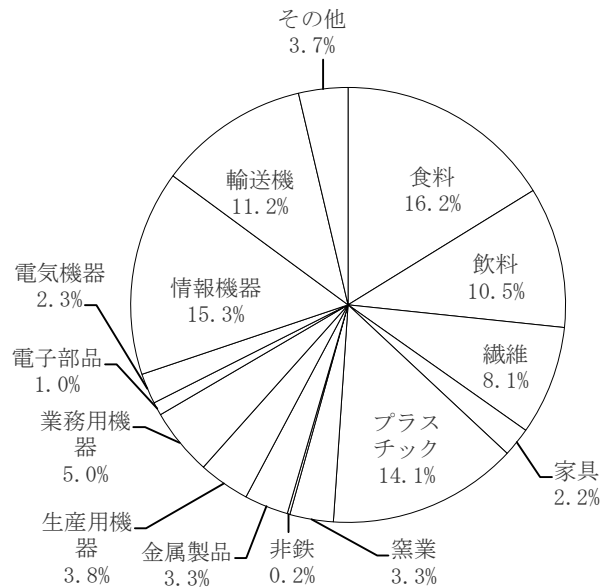 その他
3.7%
食料
16.2%
飲料
10.5%
繊維
8.1%
家具
2.2%
プラス
チック
14.1%
窯業
3.3%
非鉄
0.2%
金属製品
3.3%
生産用機
器
3.8%
業務用機
器
5.0%
電子部品
1.0%
電気機器
2.3%
情報機器
15.3%
輸送機
11.2%